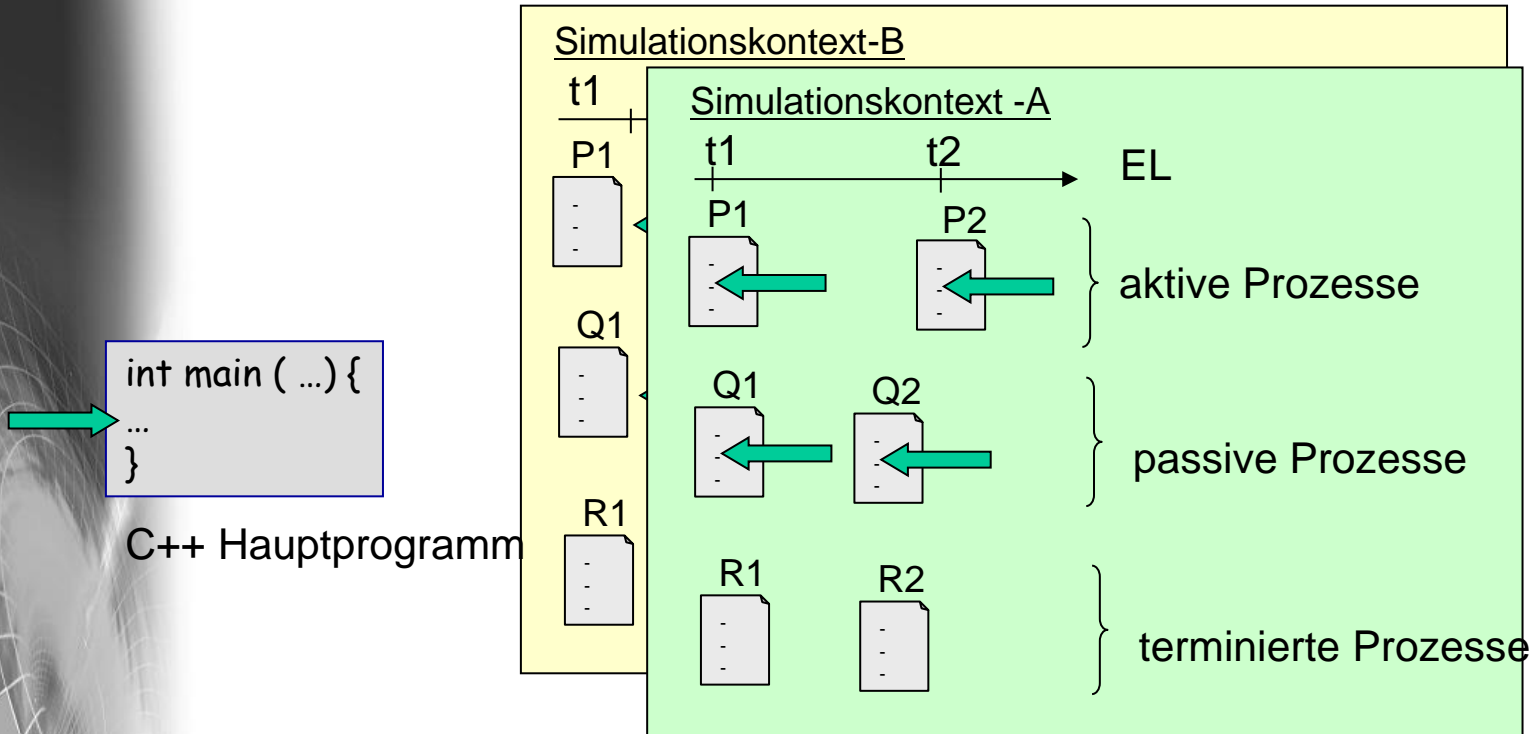 Simulationskontext-B
t1
P1
-
-
-
Q1
-
-
-
R1
-
-
-
Simulationskontext -A
t1 t2 EL
P1 P2
-
-
-
-
-
-
aktive Prozesse
Q1 Q2
-
-
-
-
-
-
passive Prozesse
R1 R2
-
-
-
-
-
-
terminierte Prozesse
int main ( …) {
…
}
C++ Hauptprogramm